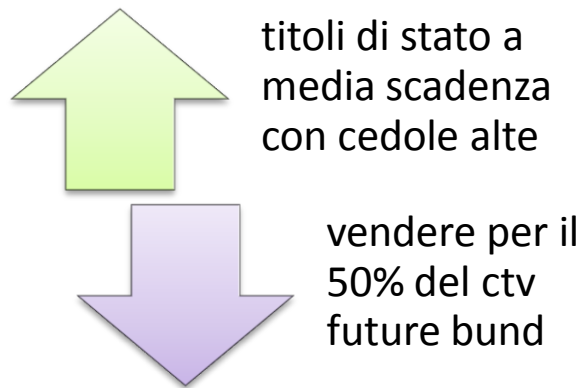 titoli di stato a
media scadenza
con cedole alte
vendere per il
50% del ctv
future bund